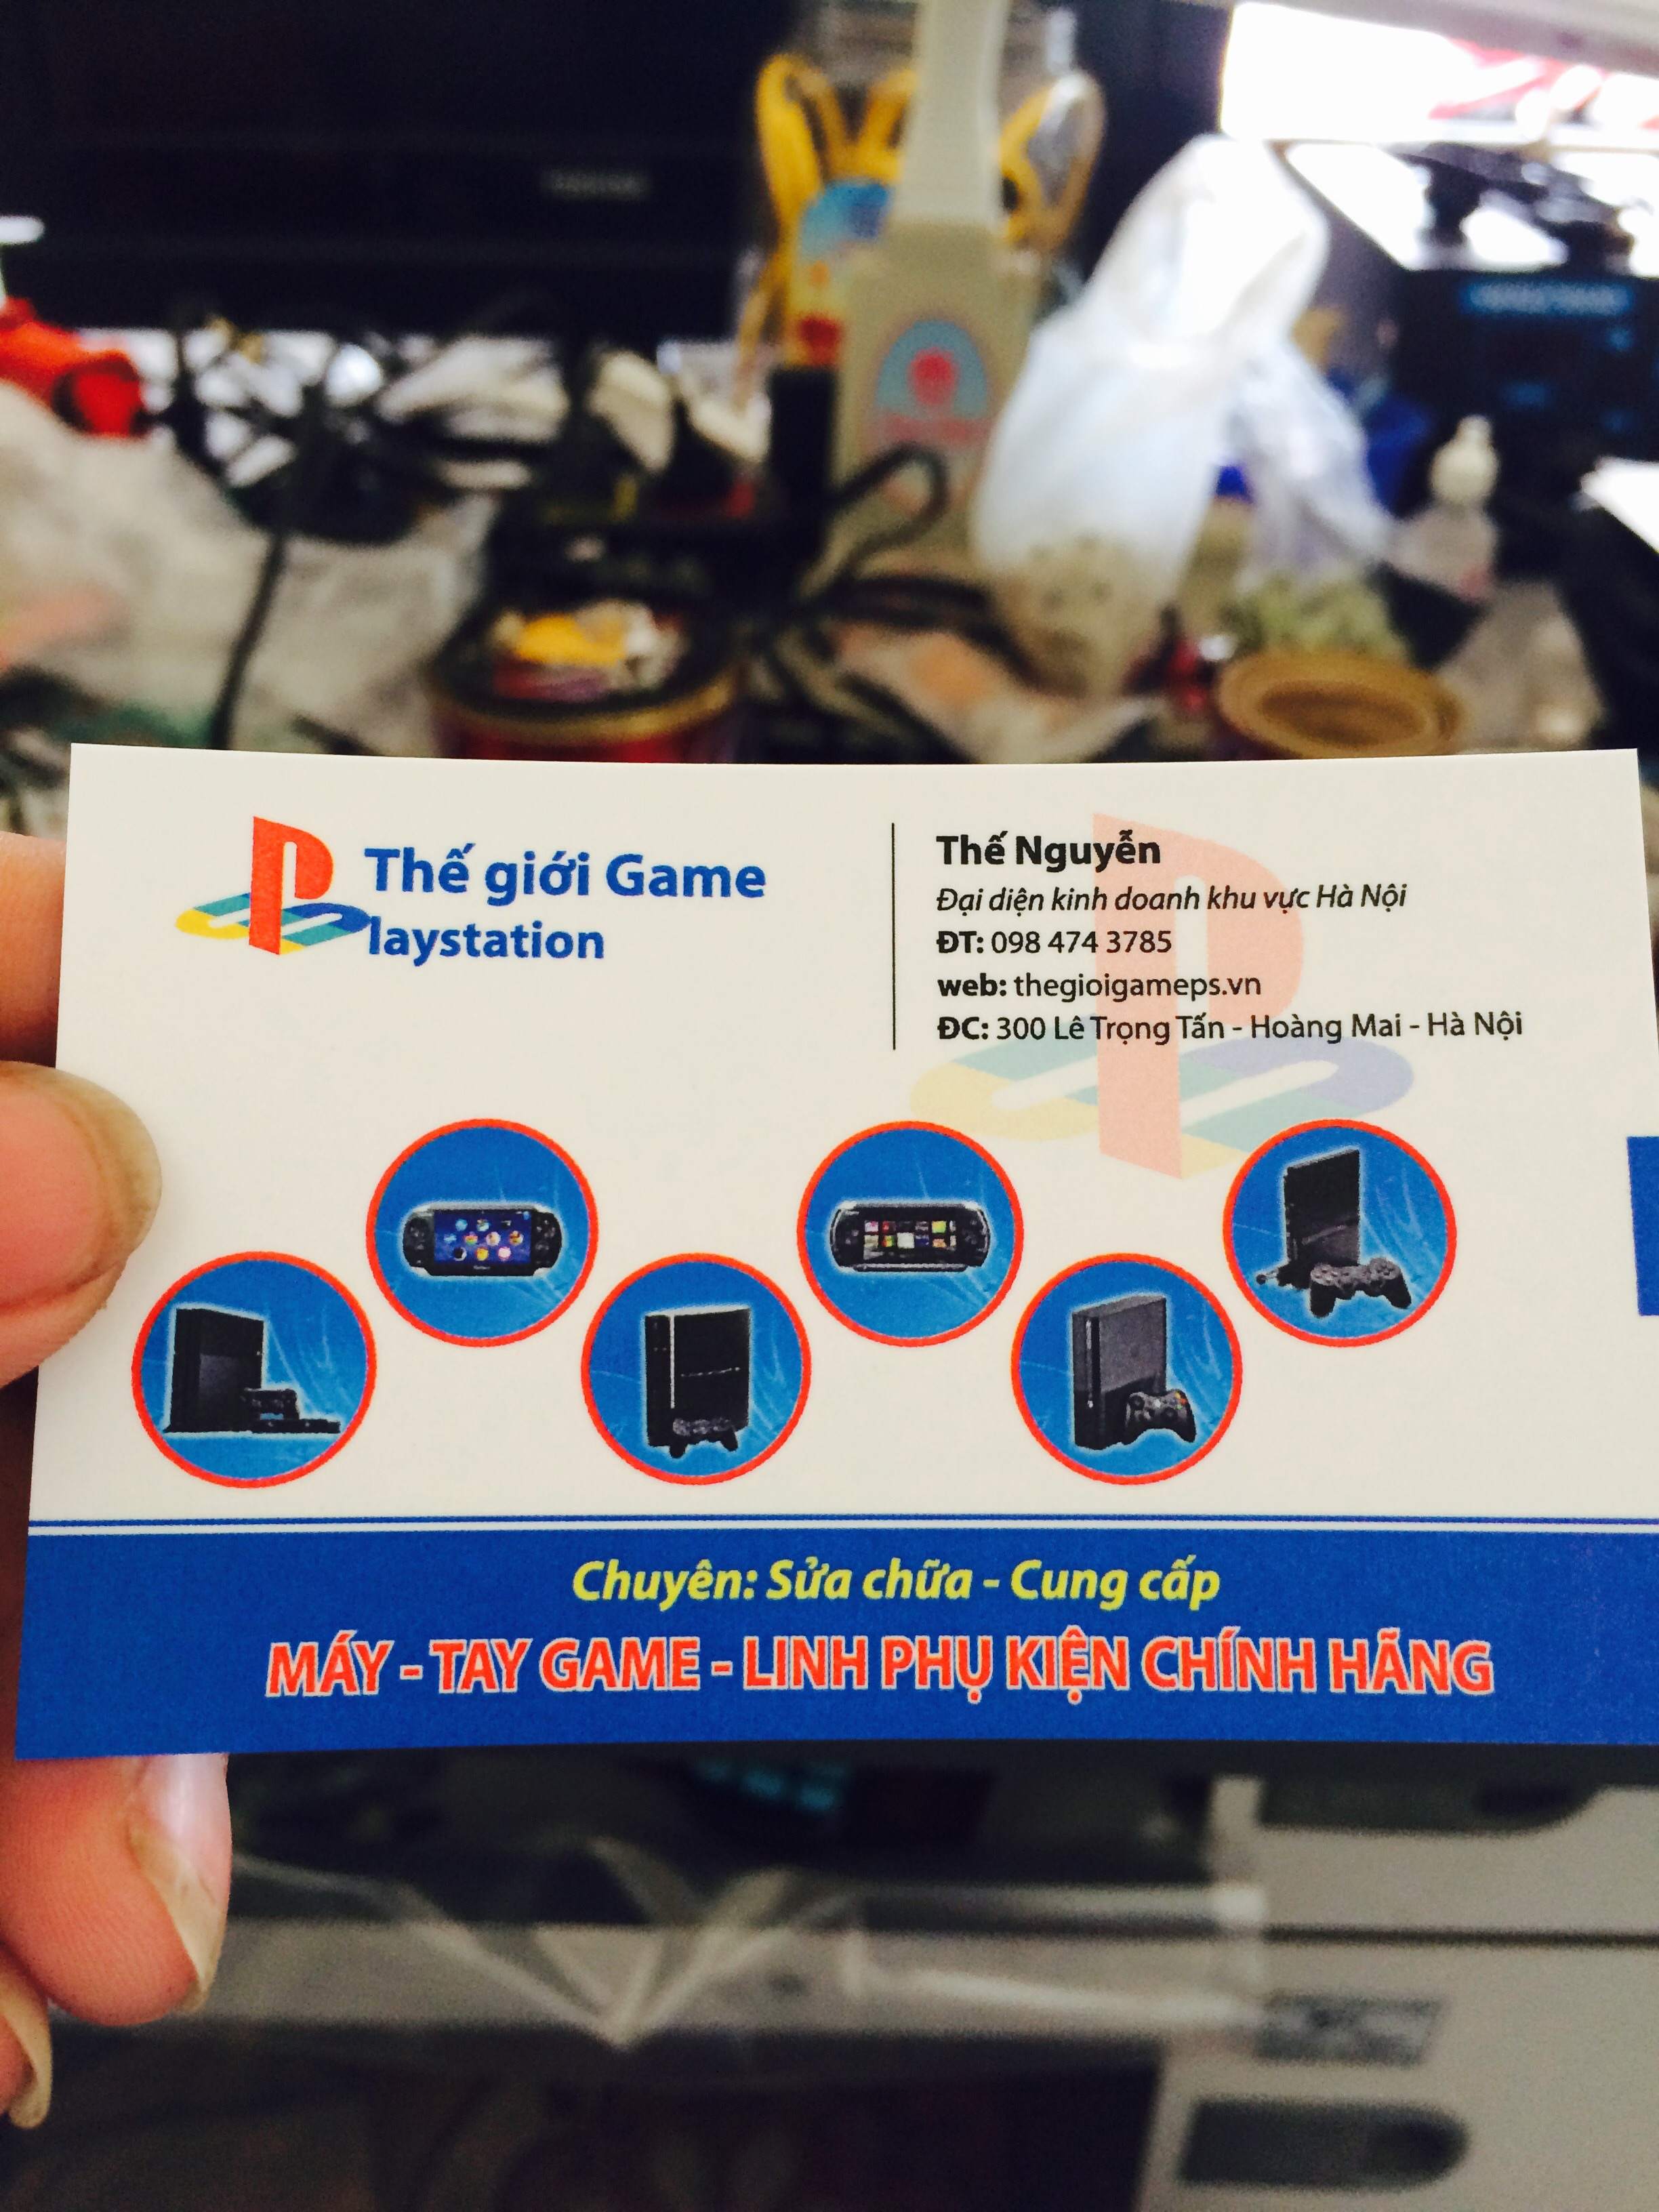 Thế giới Game
laystation
Thế Nguyễn
Đại diện kinh doanh khu vực Hà Nội
ĐT: 098 474 3785
web: thegioigameps.vn
ĐC: 300 Lê Trọng Tấn - Hoàng Mai - Hà Nội
Chuyên: Sửa chữa - Cung cấp
MÁY - TAY GAME - LINH PHỤ KIỆN CHÍNH HÃNG